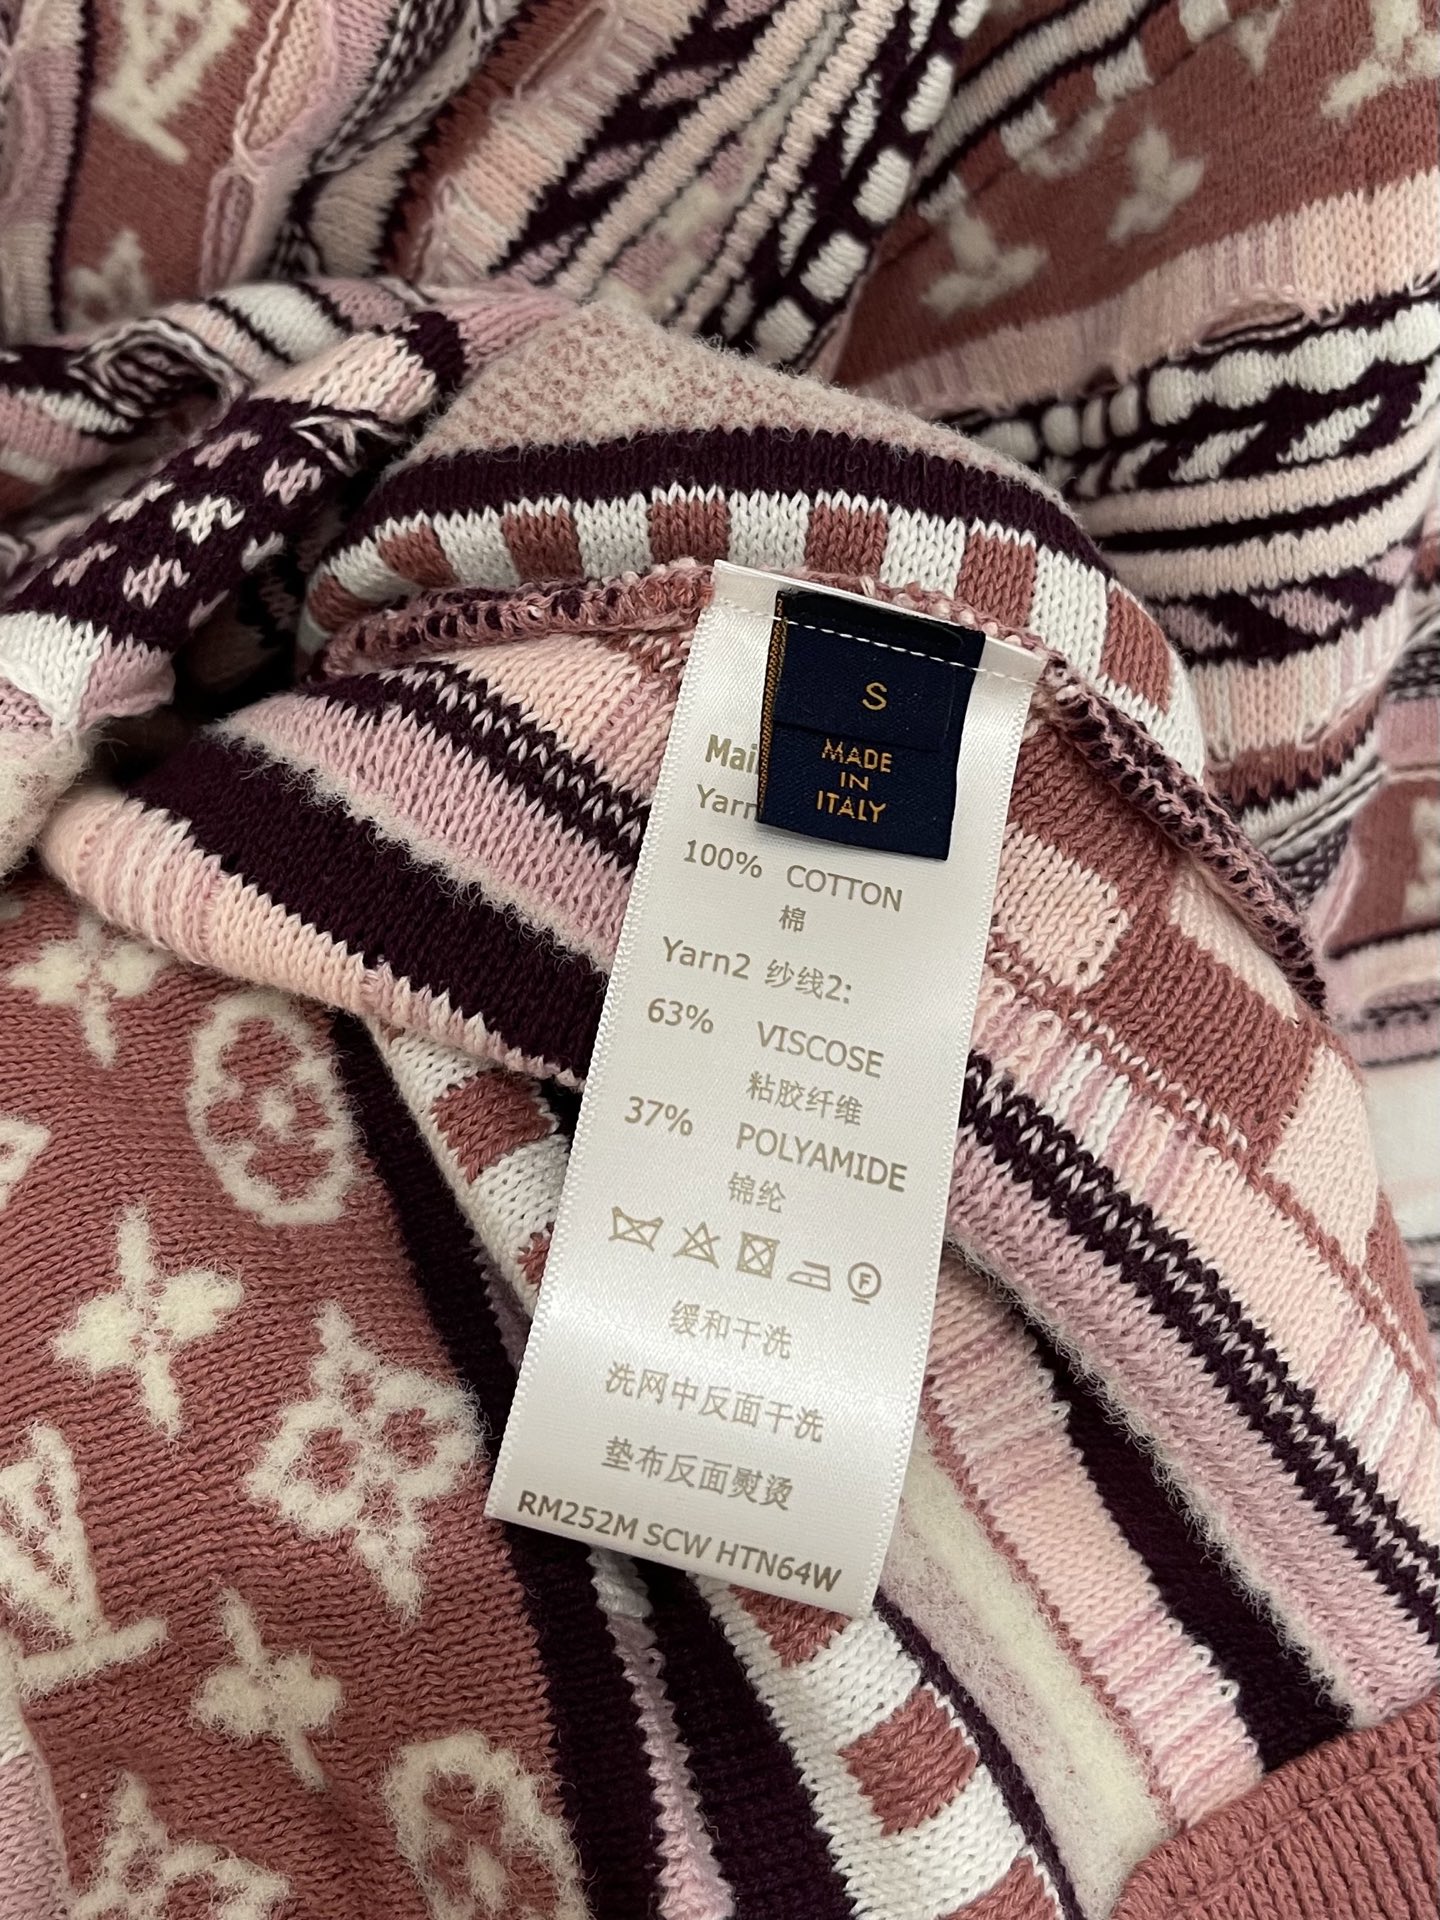 S
MADE
IN
ITALY
100% COTTON
棉
Yarn2 纱线2:
63% VISCOSE
粘胶纤维
37% POLYAMIDE
锦纶
F
缓和干洗
洗网中反面干洗
垫布反面熨烫
RM252M SCW HTN64W